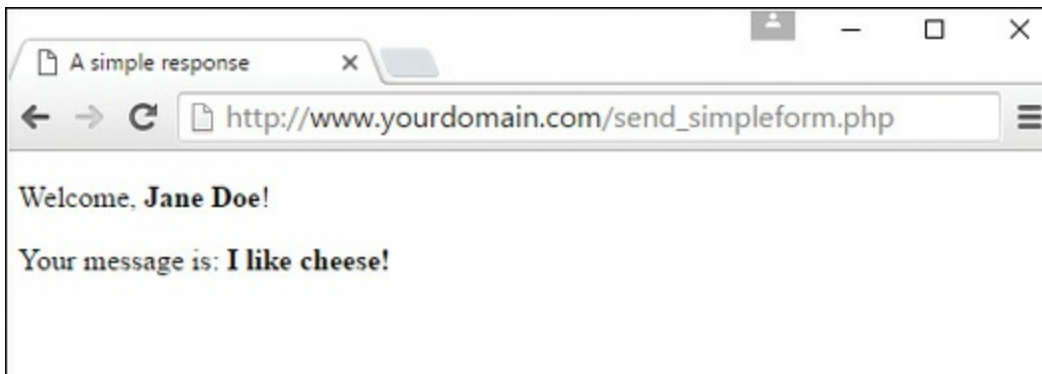 A simple response
http://www.yourdomain.com/send_simpleform.php
Welcome, Jane Doe!
Your message is: I like cheese!